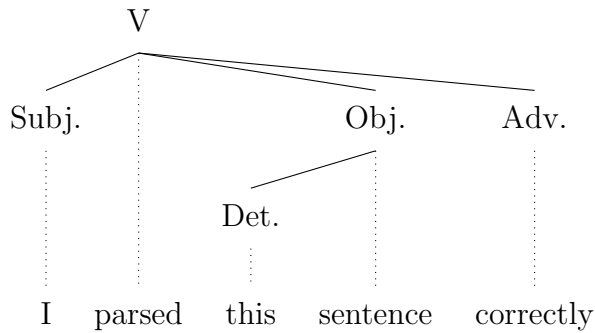 V
Subj. Obj. Adv.
Det.
I parsed this sentence correctly